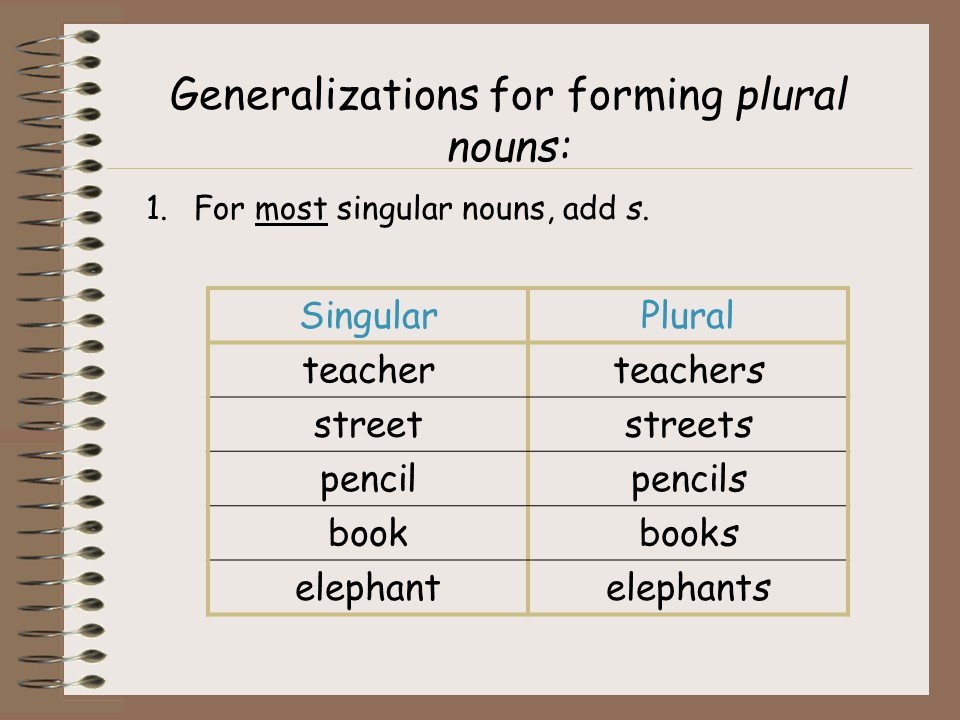 Generalizations for forming plural
nouns:
1. For most singular nouns, add s.
Singular Plural
teacher teachers
street streets
pencil pencils
book books
elephant elephants